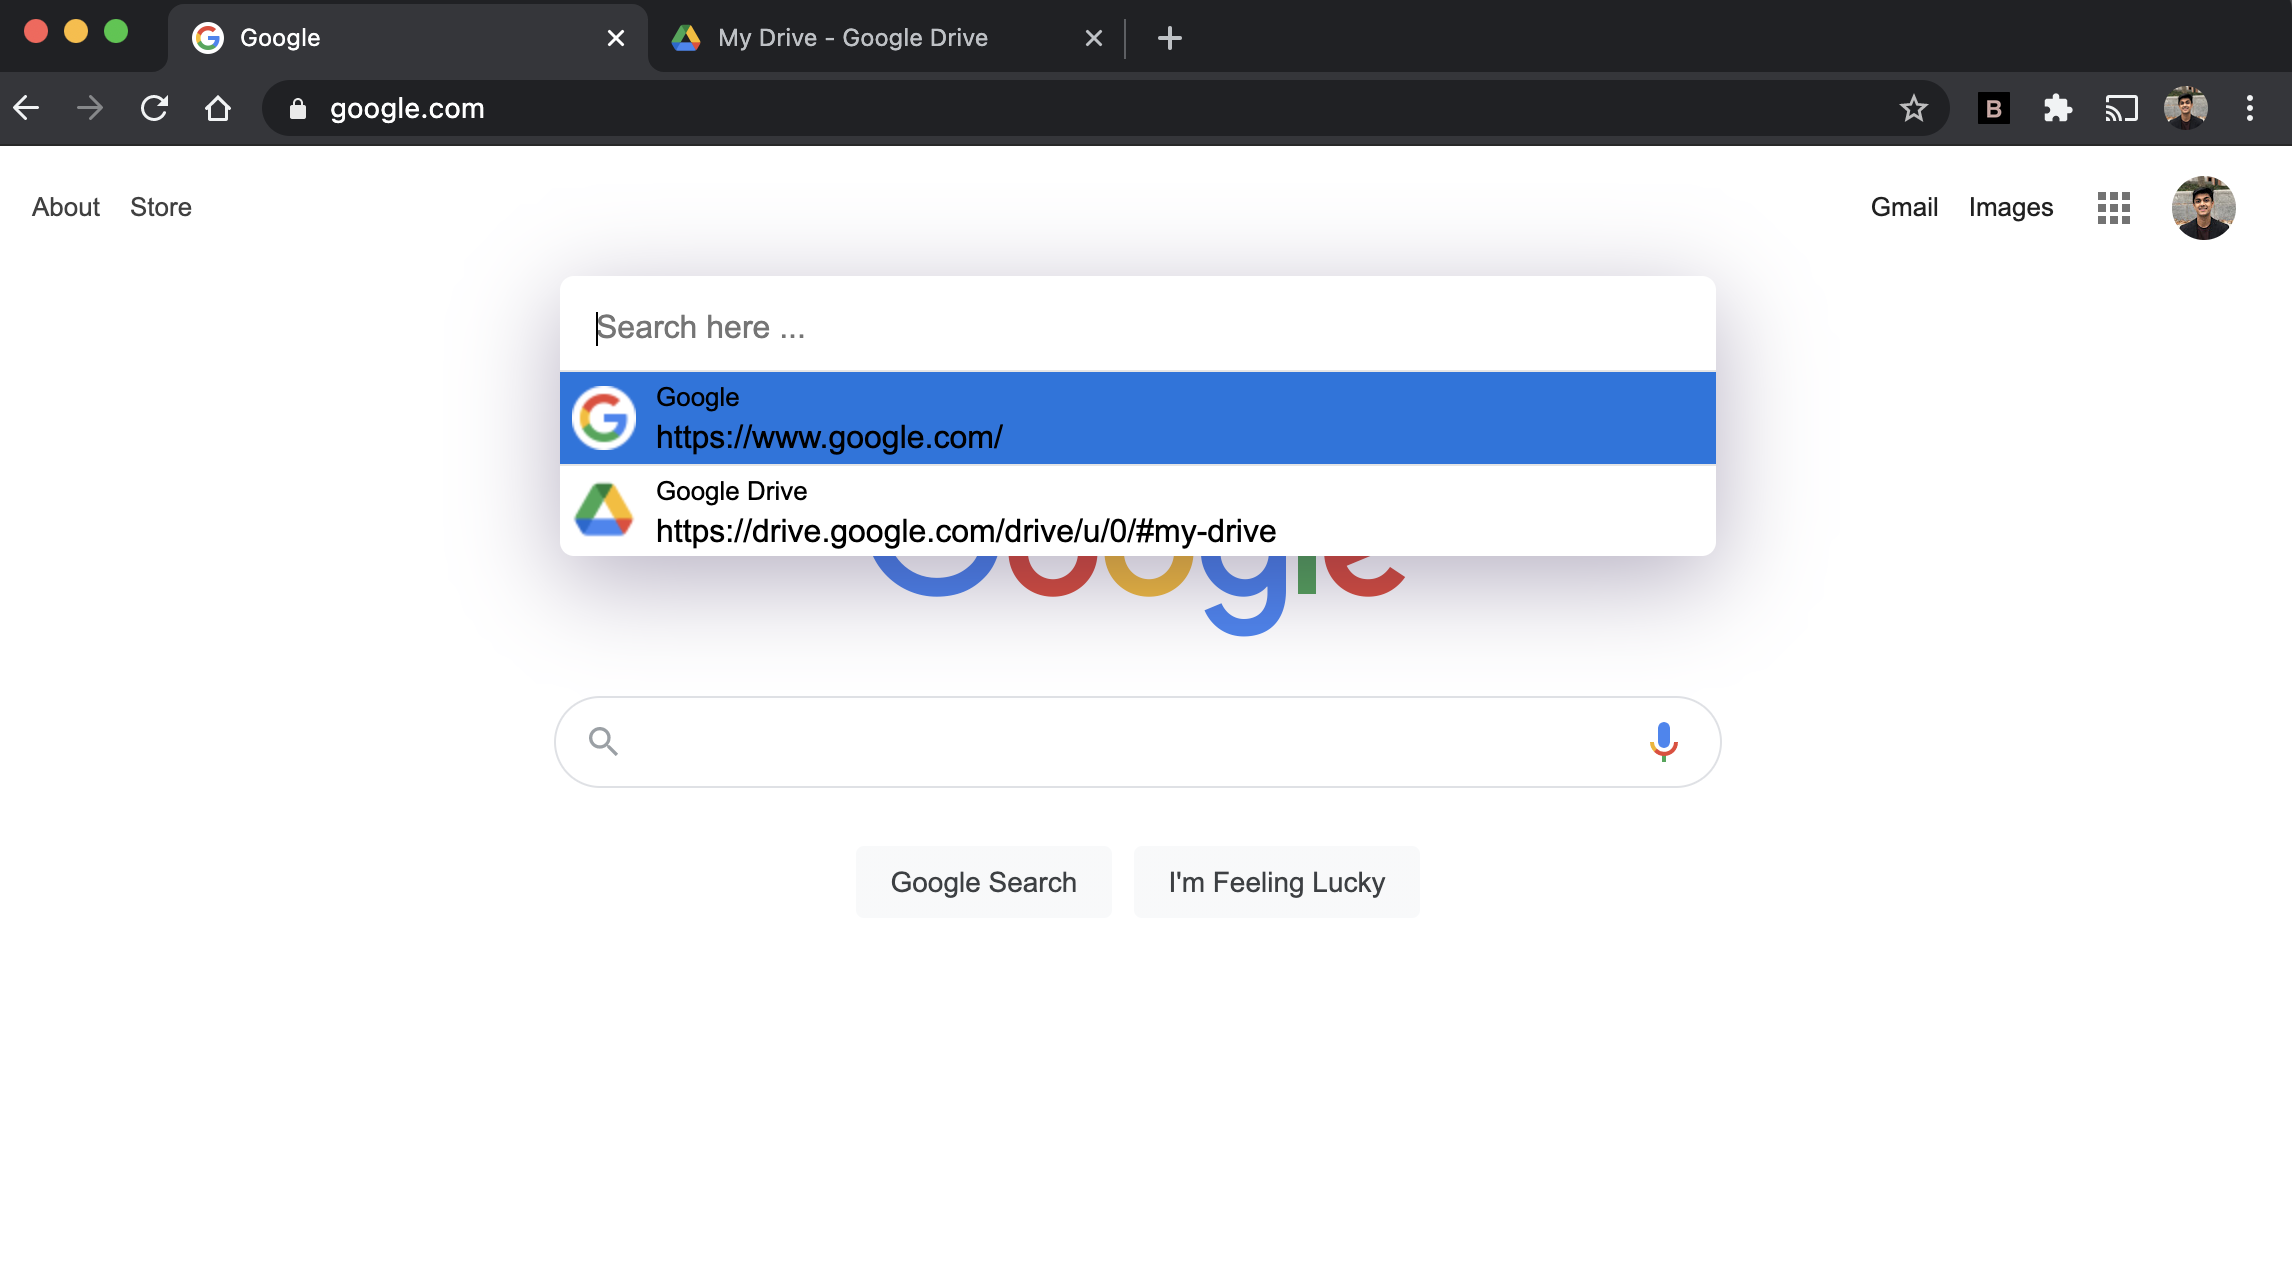 Google
My Drive - Google Drive
google.com
B
About Store
Gmail Images
Search here ...
Google
https://www.google.com/
Google Drive
https://drive.google.com/drive/u/0/#my-drive
Google
Google Search
I'm Feeling Lucky